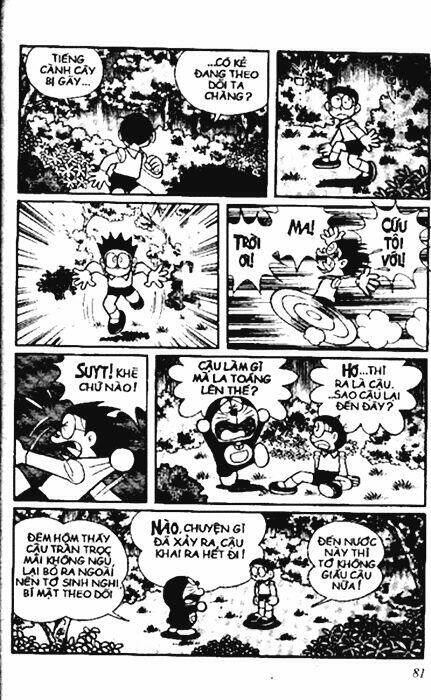 TIẾNG
CÀNH CÂY
BỊ GÃY...
...CÓ KẺ
ĐANG THEO
DÕI TA
CHĂNG?
TRỜI
ƠI!
MA!
CỨU
TÔI
VỚI!
SUYT! KHẼ
CHỨ NÀO!
CẬU LÀM GÌ
MÀ LA TOÁNG
LÊN THẾ?
HƠ...THÌ
RA LÀ CẬU.
...SAO CẬU LẠI
ĐẾN ĐÂY?
ĐÊM HÔM THẤY
CẬU TRẰN TRỌC
MÃI KHÔNG NGỦ
LẠI BỎ RA NGOÀI
NÊN TỚ SINH NGHI
BÍ MẬT THEO DÕI
NÀO, CHUYỆN GÌ
ĐÃ XẢY RA, CẬU
KHAI RA HẾT ĐI!
ĐẾN NƯỚC
NÀY THÌ
TỚ KHÔNG
GIẤU CẬU
NỮA!
81